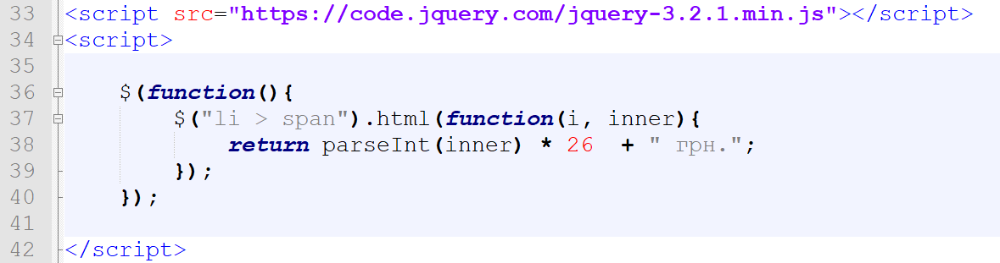 33 <script src="https://code.jquery.com/jquery-3.2.1.min.js"></script>
34 <script>
35
36 $(function(){
37 $("li > span").html(function(i, inner){
38 return parseInt(inner) * 26  + " грн.";
39 });
40 });
41
42 </script>